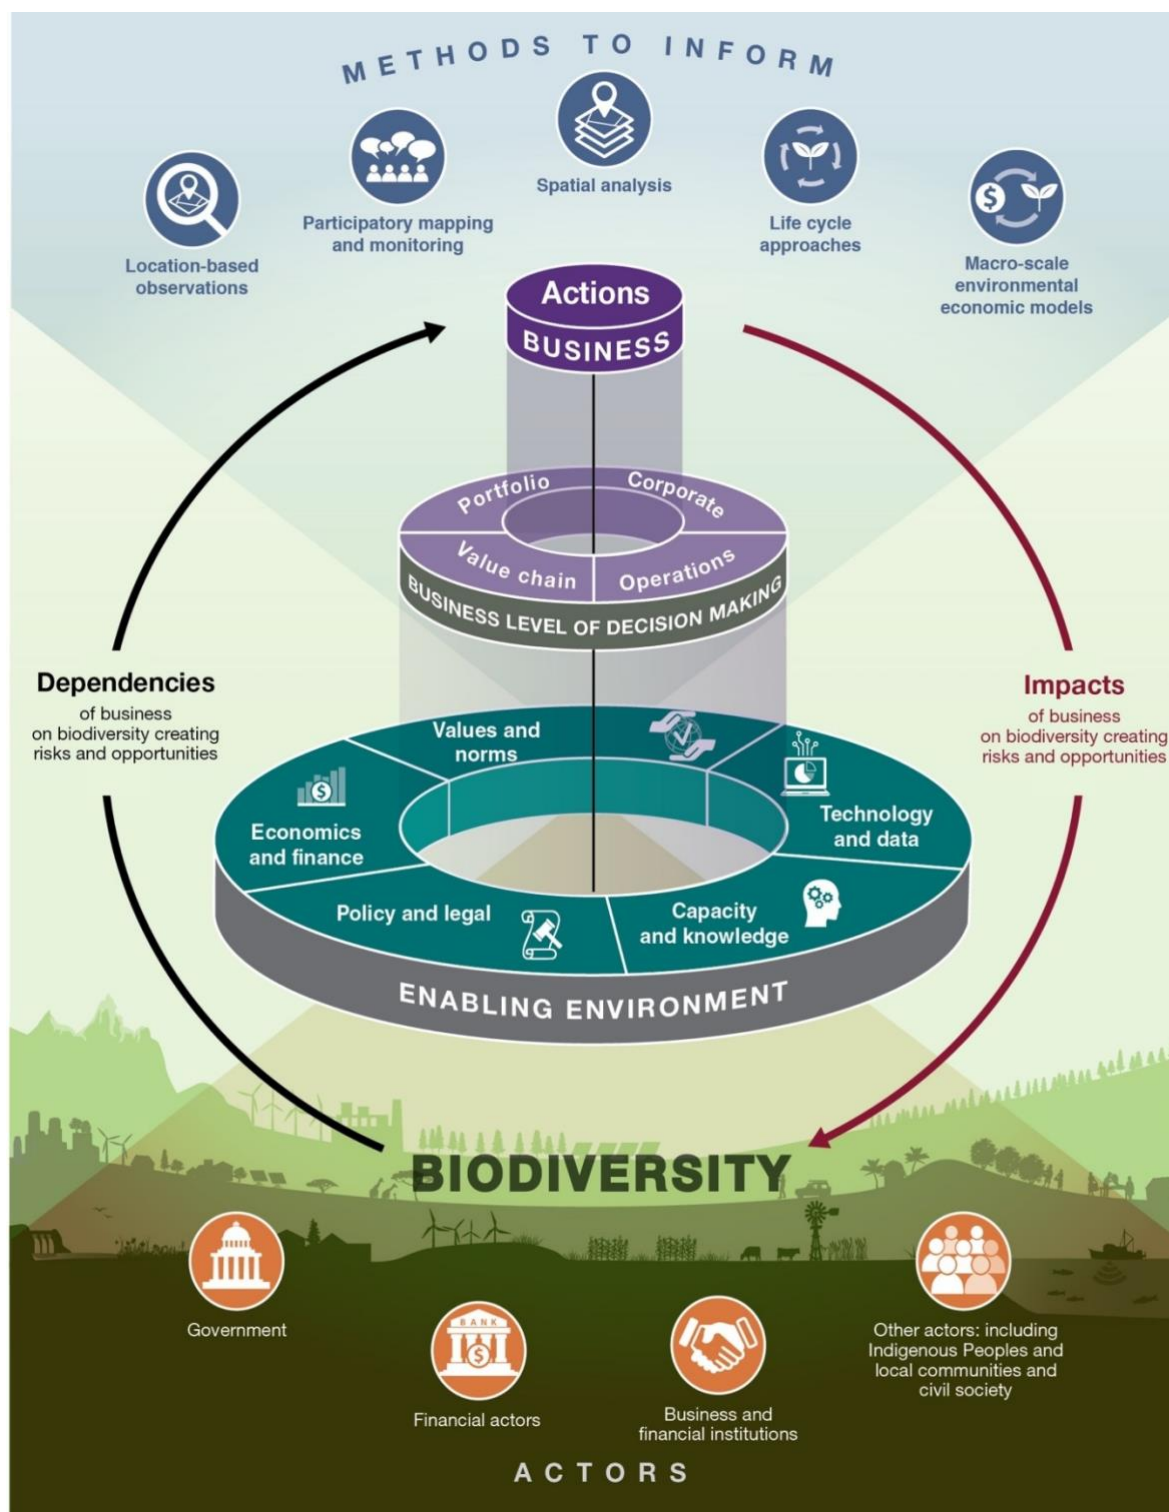 METHODS TO INFORM
Location-based
observations
Participatory mapping
and monitoring
Spatial analysis
Life cycle
approaches
Macro-scale
environmental
economic models
Actions
BUSINESS
Portfolio
Corporate
Value chain
Operations
BUSINESS LEVEL OF DECISION MAKING
Dependencies
of business
on biodiversity creating
risks and opportunities
Impacts
of business
on biodiversity creating
risks and opportunities
Values and
norms
Economics
and finance
Technology
and data
Policy and legal
Capacity
and knowledge
ENABLING ENVIRONMENT
BIODIVERSITY
Government
BANK
Financial actors
Business and
financial institutions
Other actors: including
Indigenous Peoples and
local communities and
civil society
ACTORS